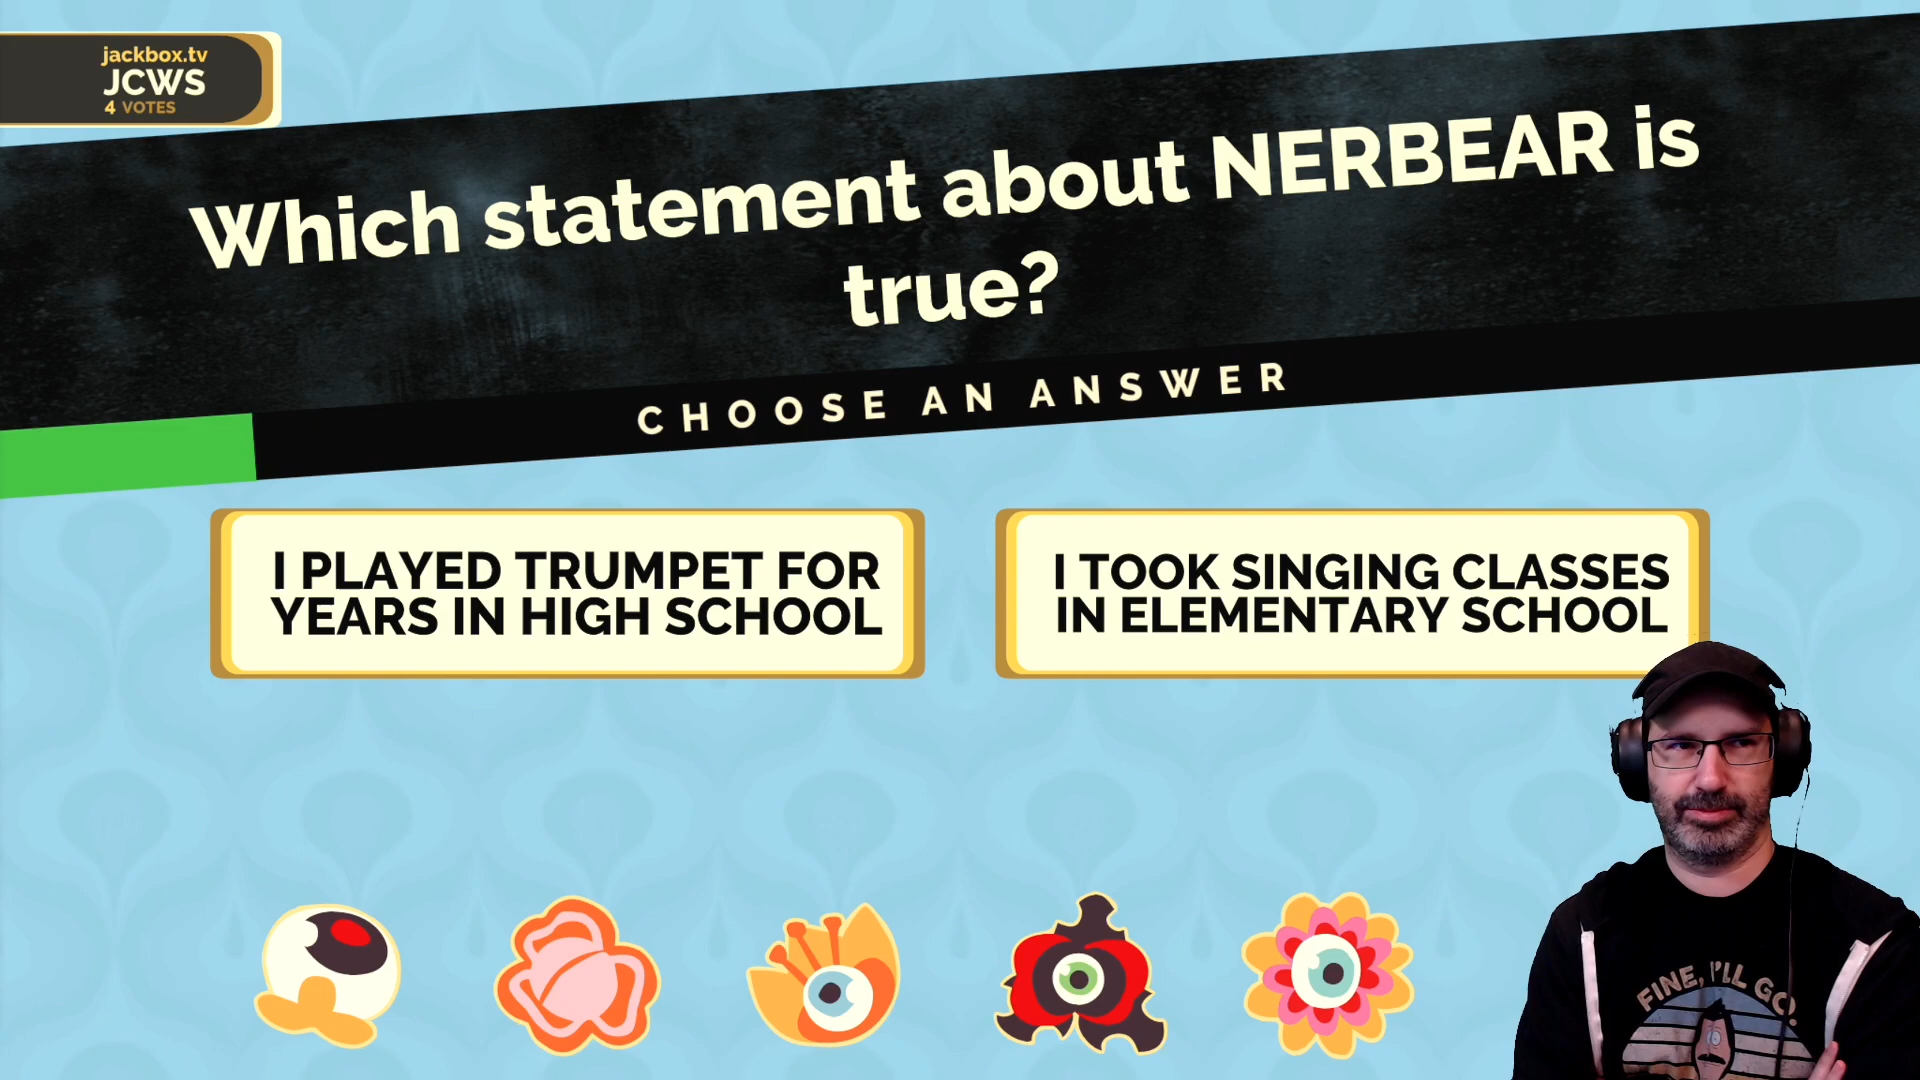 jackbox.tv
JCWS
4 VOTES
Which statement about NERBEAR is
true?
CHOOSE AN ANSWER
I PLAYED TRUMPET FOR
YEARS IN HIGH SCHOOL
I TOOK SINGING CLASSES
IN ELEMENTARY SCHOOL
FINE, I'LL GO.